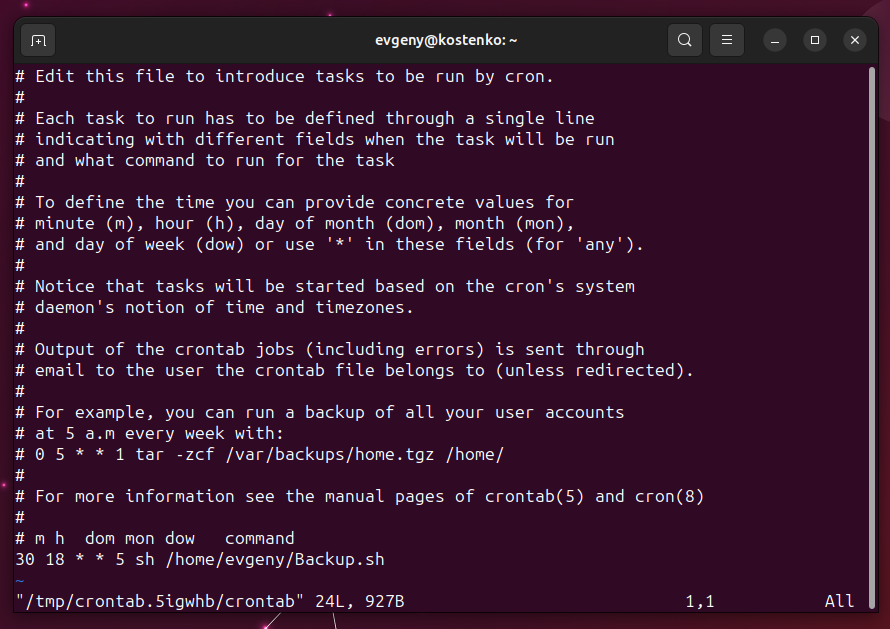 evgeny@kostenko: ~
# Edit this file to introduce tasks to be run by cron.
#
# Each task to run has to be defined through a single line
# indicating with different fields when the task will be run
# and what command to run for the task
#
# To define the time you can provide concrete values for
# minute (m), hour (h), day of month (dom), month (mon),
# and day of week (dow) or use '*' in these fields (for 'any').
#
# Notice that tasks will be started based on the cron's system
# daemon's notion of time and timezones.
#
# Output of the crontab jobs (including errors) is sent through
# email to the user the crontab file belongs to (unless redirected).
#
# For example, you can run a backup of all your user accounts
# at 5 a.m every week with:
# 0 5 * * 1 tar -zcf /var/backups/home.tgz /home/
#
# For more information see the manual pages of crontab(5) and cron(8)
#
# m h  dom mon dow   command
30 18 * * 5 sh /home/evgeny/Backup.sh
~
"/tmp/crontab.5igwhb/crontab" 24L, 927B 1,1 All